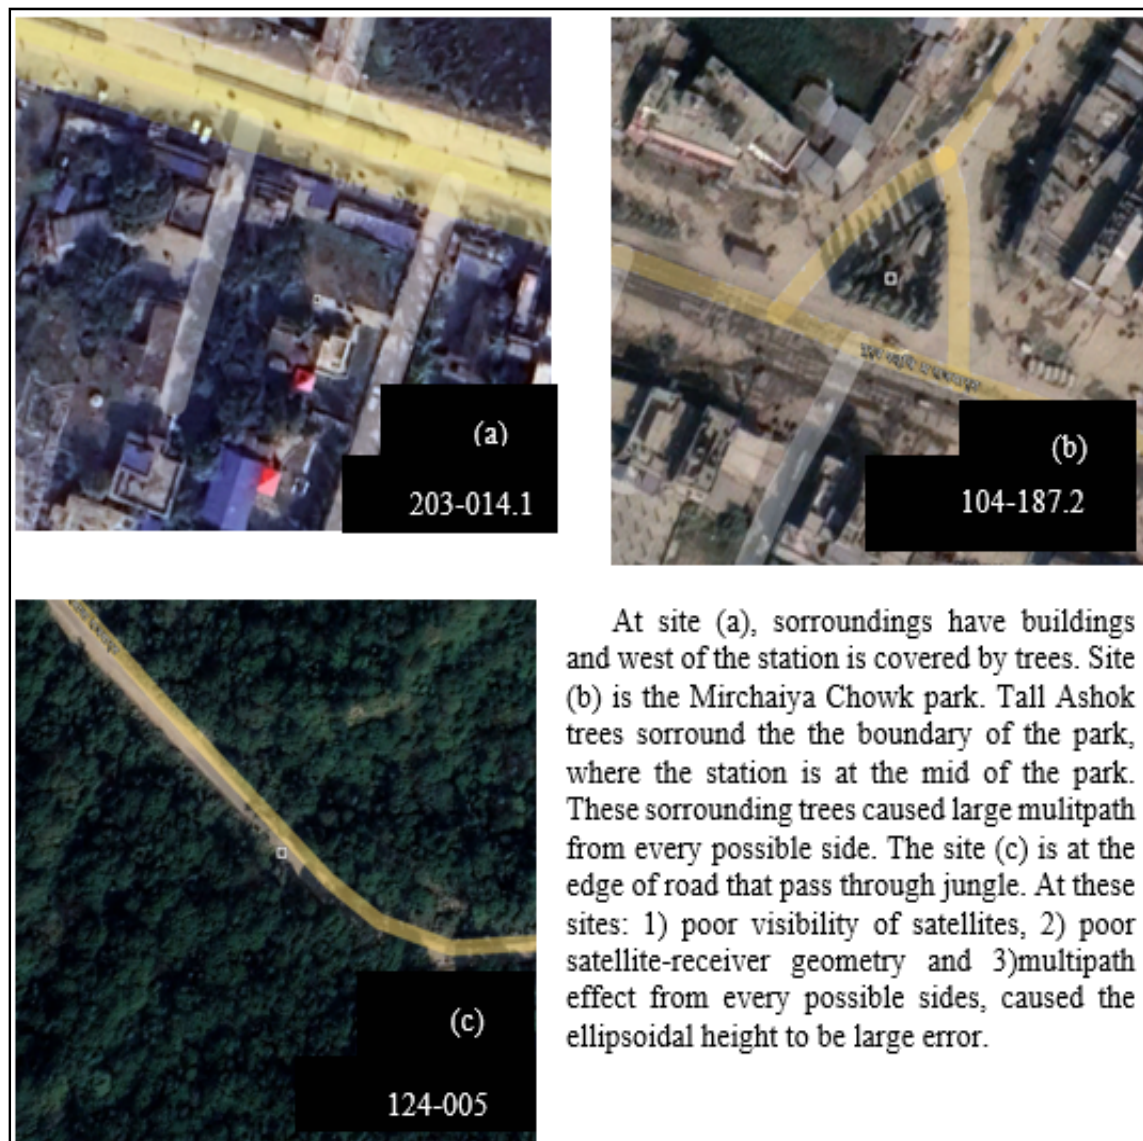 (a)
203-014.1
(b)
104-187.2
(c)
124-005
At site (a), sorroundings have buildings
and west of the station is covered by trees. Site
(b) is the Mirchaiya Chowk park. Tall Ashok
trees sorround the the boundary of the park,
where the station is at the mid of the park.
These sorrounding trees caused large mulitpath
from every possible side. The site (c) is at the
edge of road that pass through jungle. At these
sites: 1) poor visibility of satellites, 2) poor
satellite-receiver geometry and 3)multipath
effect from every possible sides, caused the
ellipsoidal height to be large error.